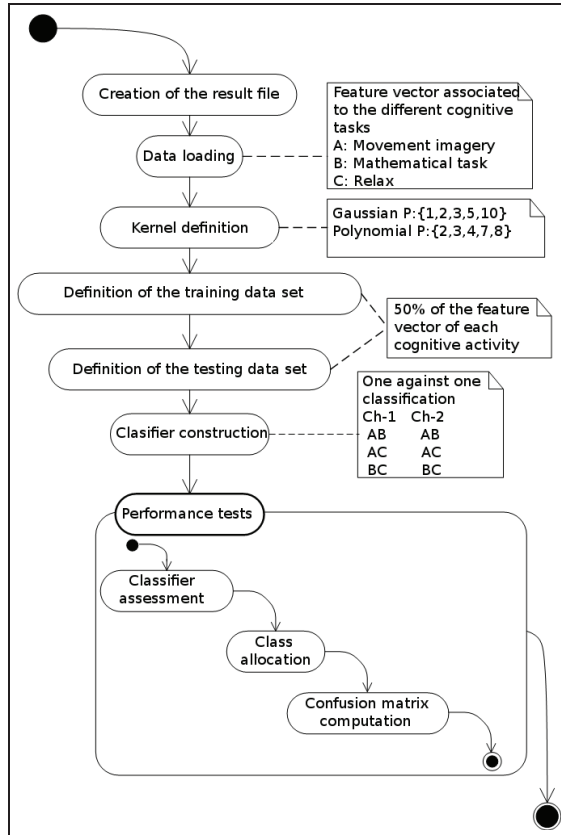 Creation of the result file
Feature vector associated
to the different cognitive
tasks
A: Movement imagery
B: Mathematical task
C: Relax
Data loading
Kernel definition
Gaussian P:{1,2,3,5,10}
Polynomial P:{2,3,4,7,8}
Definition of the training data set
50% of the feature
vector of each
cognitive activity
Definition of the testing data set
One against one
classification
Ch-1 Ch-2
AB AB
AC AC
BC BC
Clasifier construction
Performance tests
Classifier
assessment
Class
allocation
Confusion matrix
computation